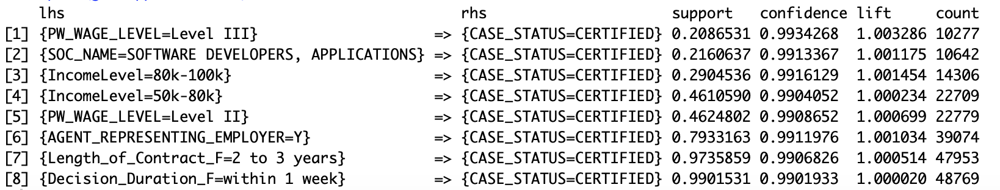 lhs rhs support confidence lift count
[1] {PW_WAGE_LEVEL=Level III} => {CASE_STATUS=CERTIFIED} 0.2086531 0.9934268 1.003286 10277
[2] {SOC_NAME=SOFTWARE DEVELOPERS, APPLICATIONS} => {CASE_STATUS=CERTIFIED} 0.2160637 0.9913367 1.001175 10642
[3] {IncomeLevel=80k-100k} => {CASE_STATUS=CERTIFIED} 0.2904536 0.9916129 1.001454 14306
[4] {IncomeLevel=50k-80k} => {CASE_STATUS=CERTIFIED} 0.4610590 0.9904052 1.000234 22709
[5] {PW_WAGE_LEVEL=Level II} => {CASE_STATUS=CERTIFIED} 0.4624802 0.9908652 1.000699 22779
[6] {AGENT_REPRESENTING_EMPLOYER=Y} => {CASE_STATUS=CERTIFIED} 0.7933163 0.9911976 1.001034 39074
[7] {Length_of_Contract_F=2 to 3 years} => {CASE_STATUS=CERTIFIED} 0.9735859 0.9906826 1.000514 47953
[8] {Decision_Duration_F=within 1 week} => {CASE_STATUS=CERTIFIED} 0.9901531 0.9901933 1.000020 48769